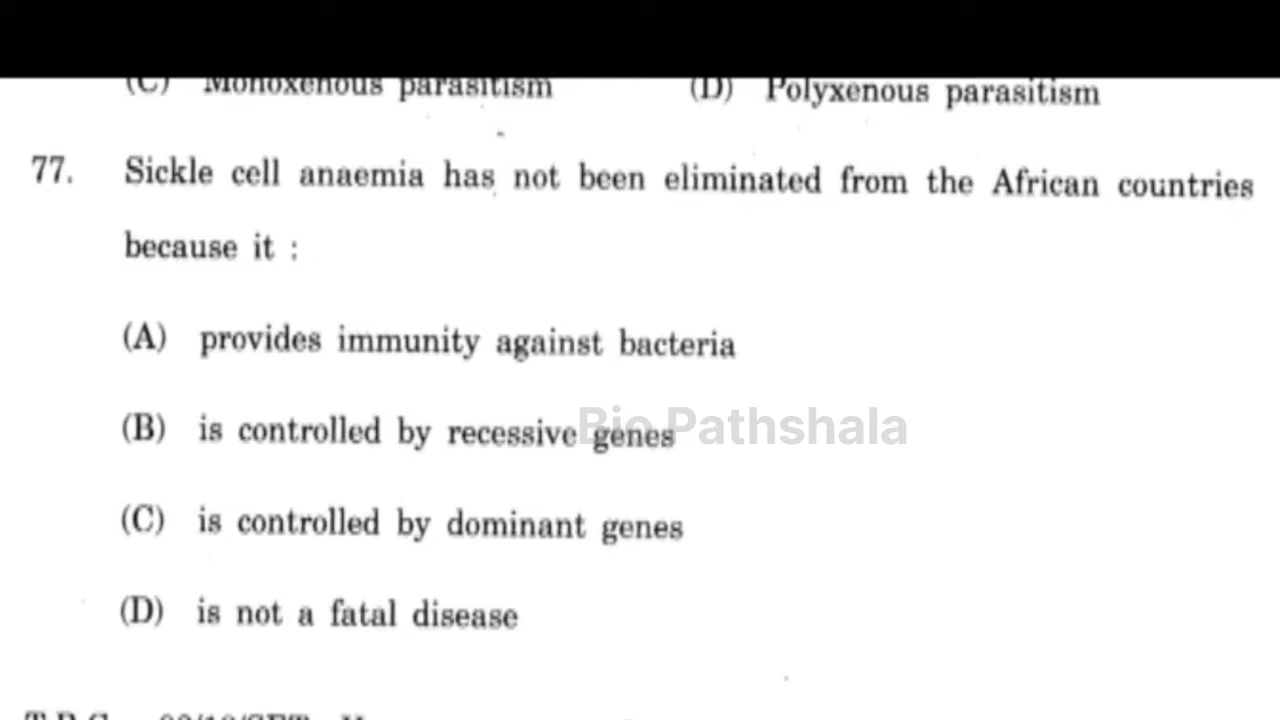 (C) Monoxenous parasitism (D) Polyxenous parasitism
77. Sickle cell anaemia has not been eliminated from the African countries
because it :
(A) provides immunity against bacteria
(B) is controlled by recessive genes
Bio Pathshala
(C) is controlled by dominant genes
(D) is not a fatal disease